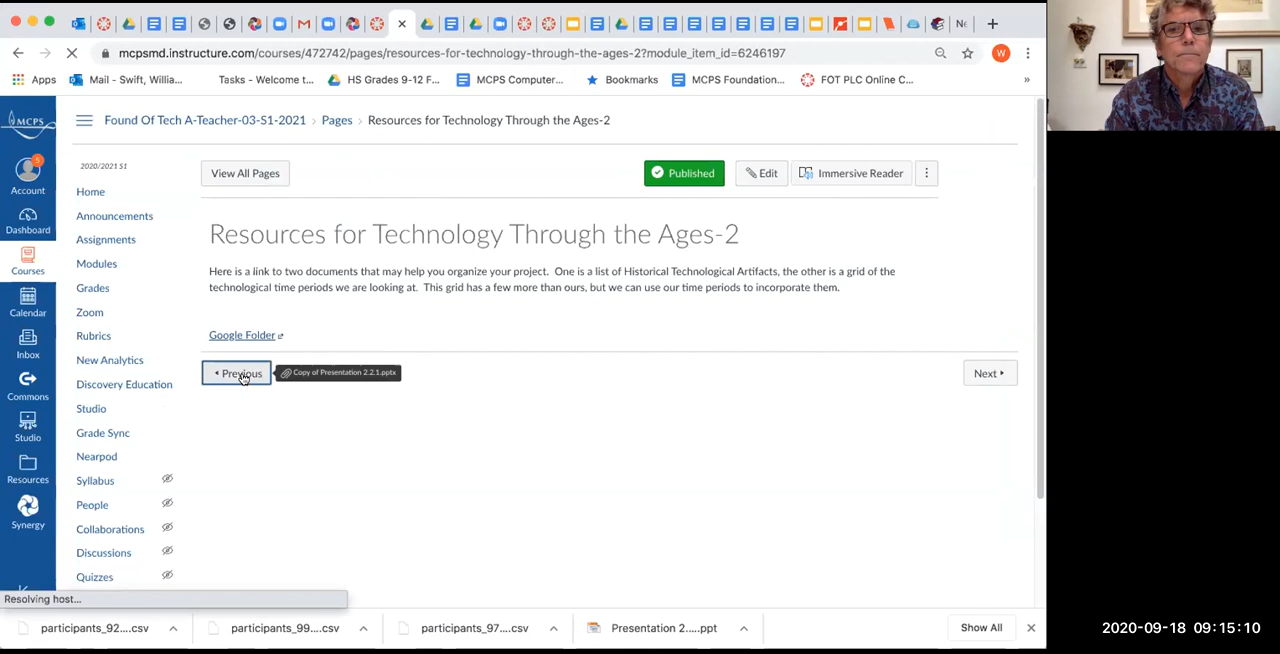 Ne
mcpsmd.instructure.com/courses/472742/pages/resources-for-technology-through-the-ages-2?module_item_id=6246197
W
Apps
Mail - Swift, Willia...
Tasks - Welcome t...
HS Grades 9-12 F...
MCPS Computer...
Bookmarks
MCPS Foundation...
FOT PLC Online C...
»
MCPS
5
Account
Dashboard
Courses
Calendar
Inbox
Commons
Studio
Resources
Synergy
Found Of Tech A-Teacher-03-S1-2021 › Pages › Resources for Technology Through the Ages-2
2020/2021 S1
Home
Announcements
Assignments
Modules
Grades
Zoom
Rubrics
New Analytics
Discovery Education
Studio
Grade Sync
Nearpod
Syllabus
People
Collaborations
Discussions
Quizzes
View All Pages
Published
Edit
Immersive Reader
Resources for Technology Through the Ages-2
Here is a link to two documents that may help you organize your project. One is a list of Historical Technological Artifacts, the other is a grid of the
technological time periods we are looking at. This grid has a few more than ours, but we can use our time periods to incorporate them.
Google Folder
Previous
Copy of Presentation 2.2.1.pptx
Next
Resolving host...
participants_92....csv
participants_99....csv
participants_97....csv
Presentation 2.....ppt
Show All
2020-09-18 09:15:10